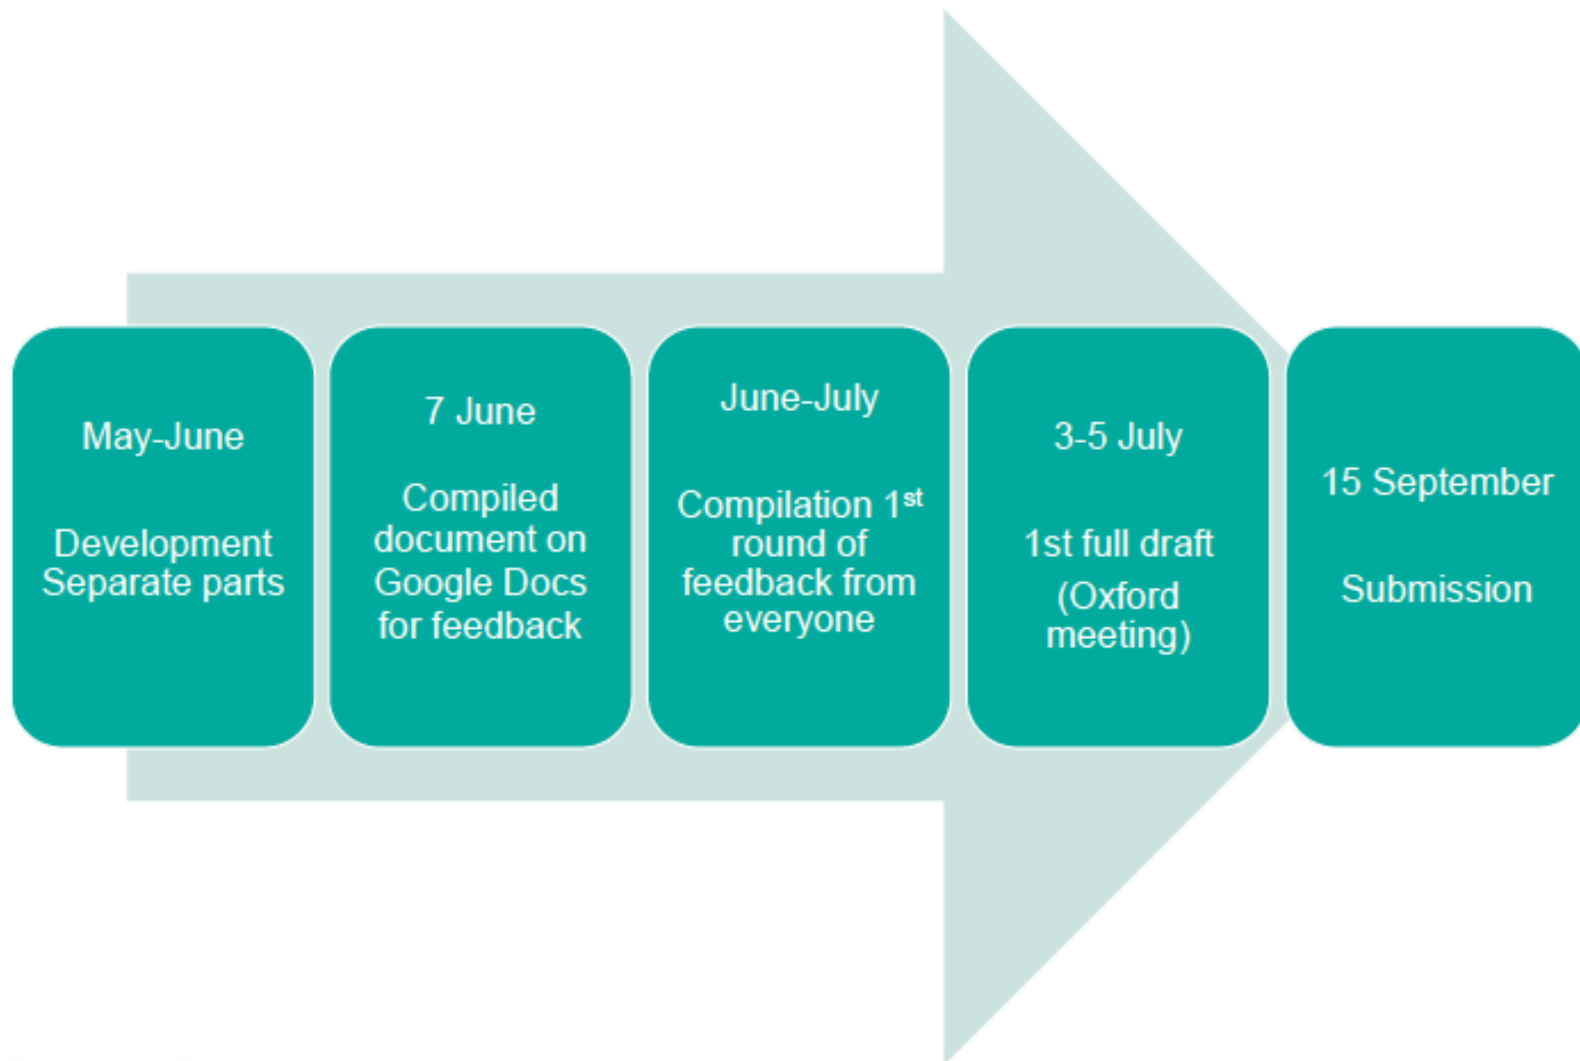 May-June
Development
Separate parts
7 June
Compiled
document on
Google Docs
for feedback
June-July
Compilation 1st
round of
feedback from
everyone
3-5 July
1st full draft
(Oxford
meeting)
15 September
Submission